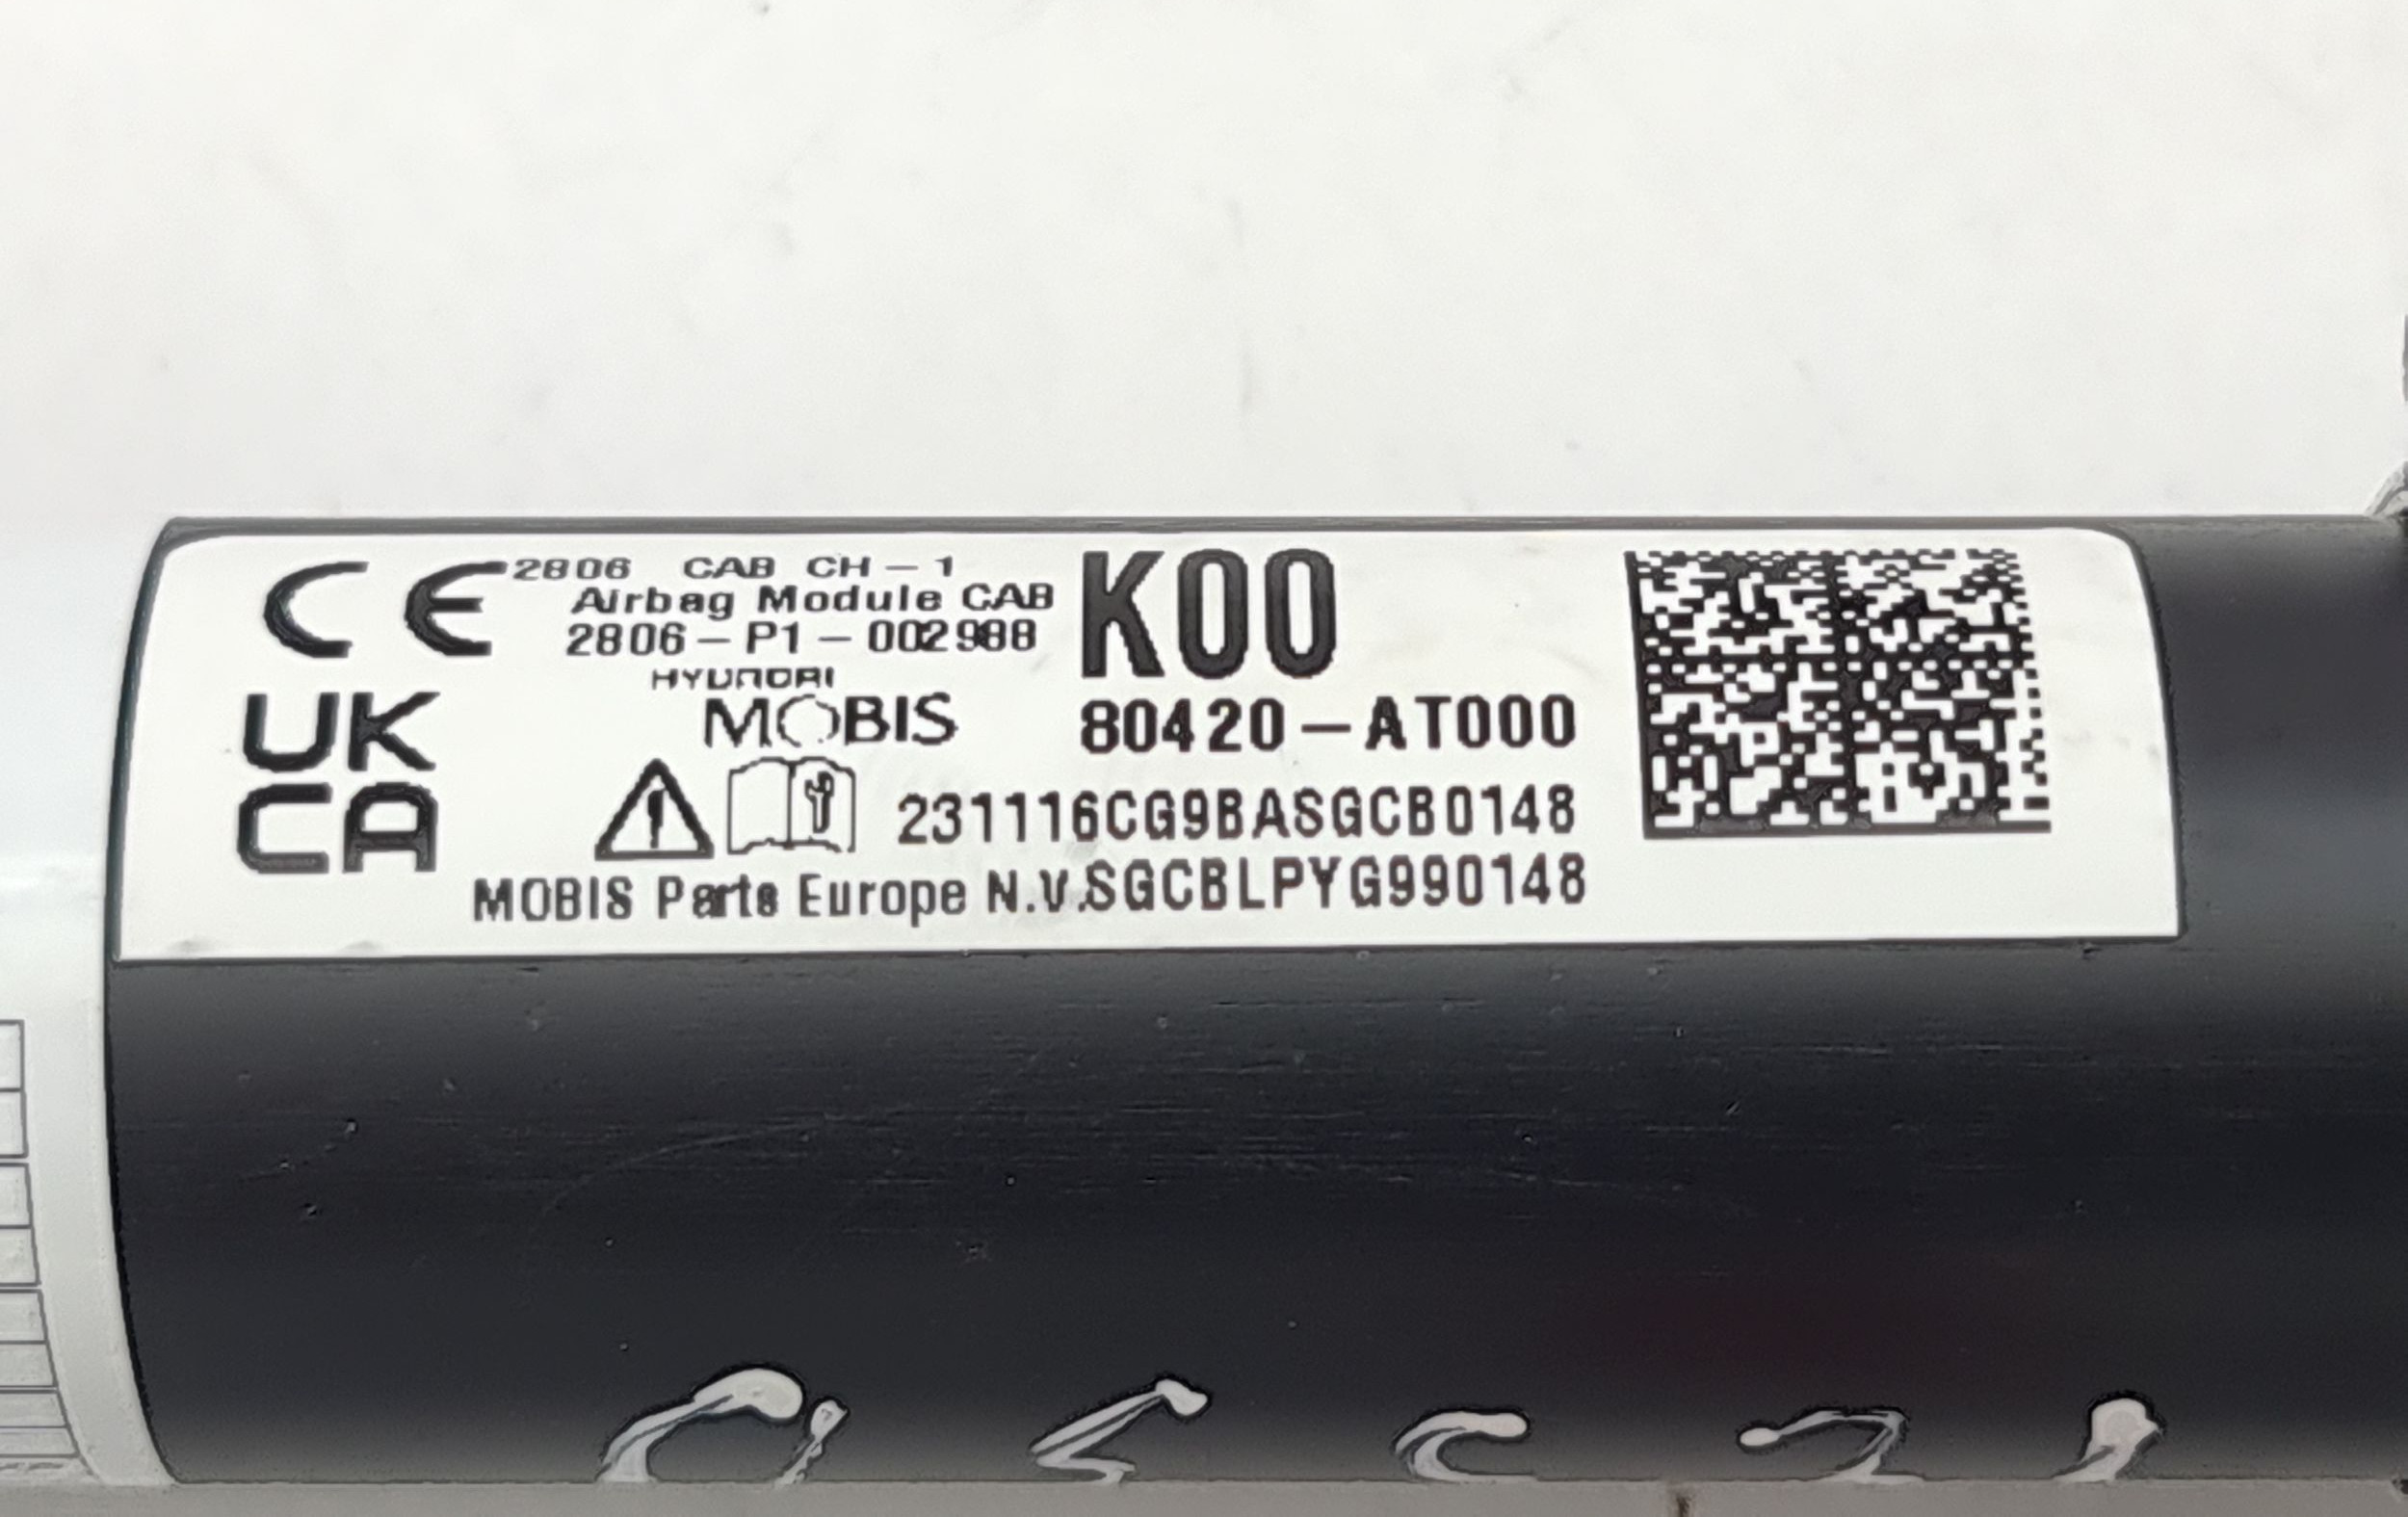 CE 2806 CAB CH-1
Airbag Module CAB
2806-P1-002988
K00
HYUNDAI
MOBIS
80420-AT000
UK
CA
231116CG9BASGCB0148
MOBIS Parts Europe N.V.
SGCBLPYG990148